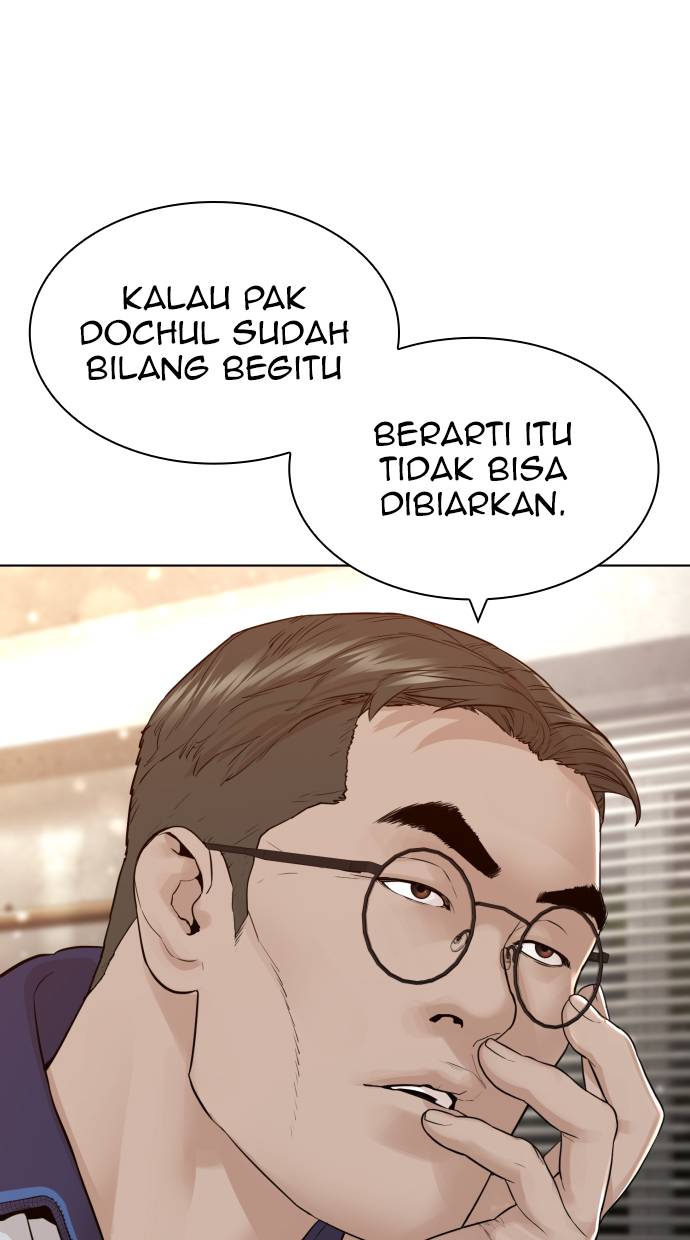 KALAU PAK
DOCHUL SUDAH
BILANG BEGITU
BERARTI ITU
TIDAK BISA
DIBIARKAN.